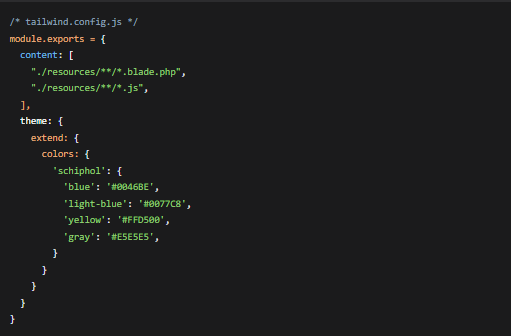 /* tailwind.config.js */
module.exports = {
  content: [
    "./resources/**/*.blade.php",
    "./resources/**/*.js",
  ],
  theme: {
    extend: {
      colors: {
        'schiphol': {
          'blue': '#0046BE',
          'light-blue': '#0077C8',
          'yellow': '#FFD500',
          'gray': '#E5E5E5',
        }
      }
    }
  }
}